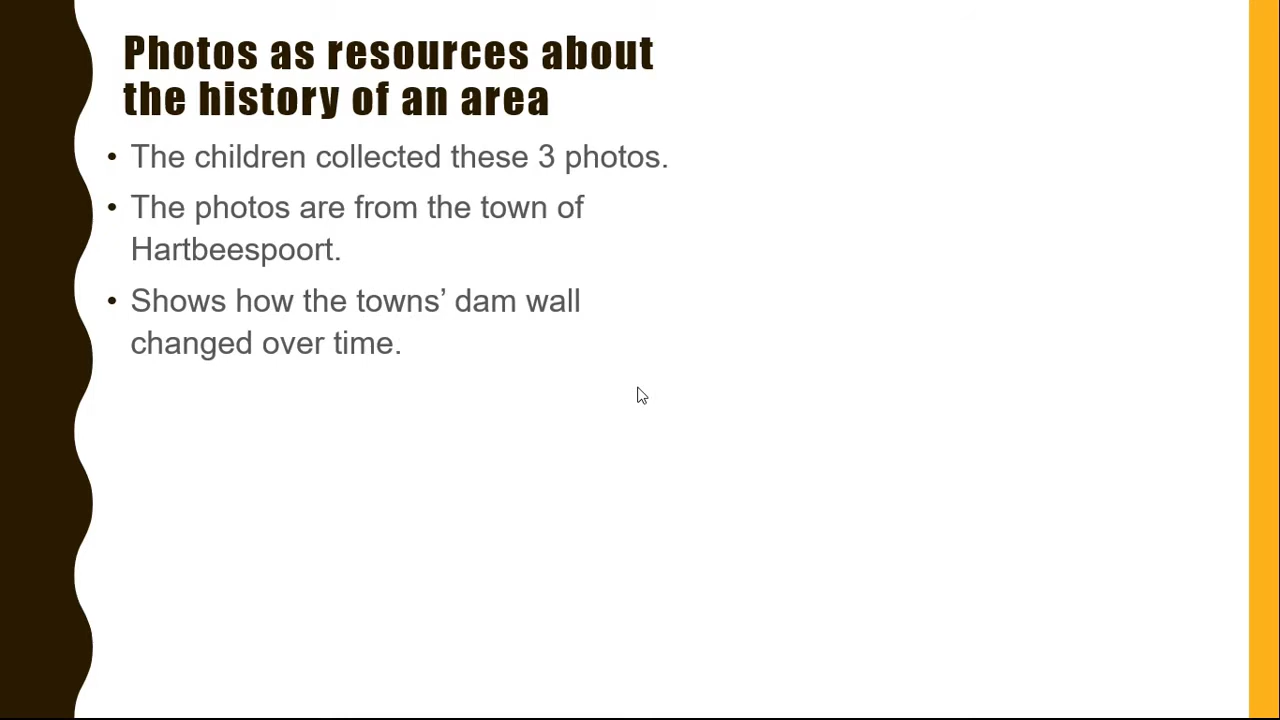 Photos as resources about
the history of an area
• The children collected these 3 photos.
• The photos are from the town of
Hartbeespoort.
• Shows how the towns’ dam wall
changed over time.